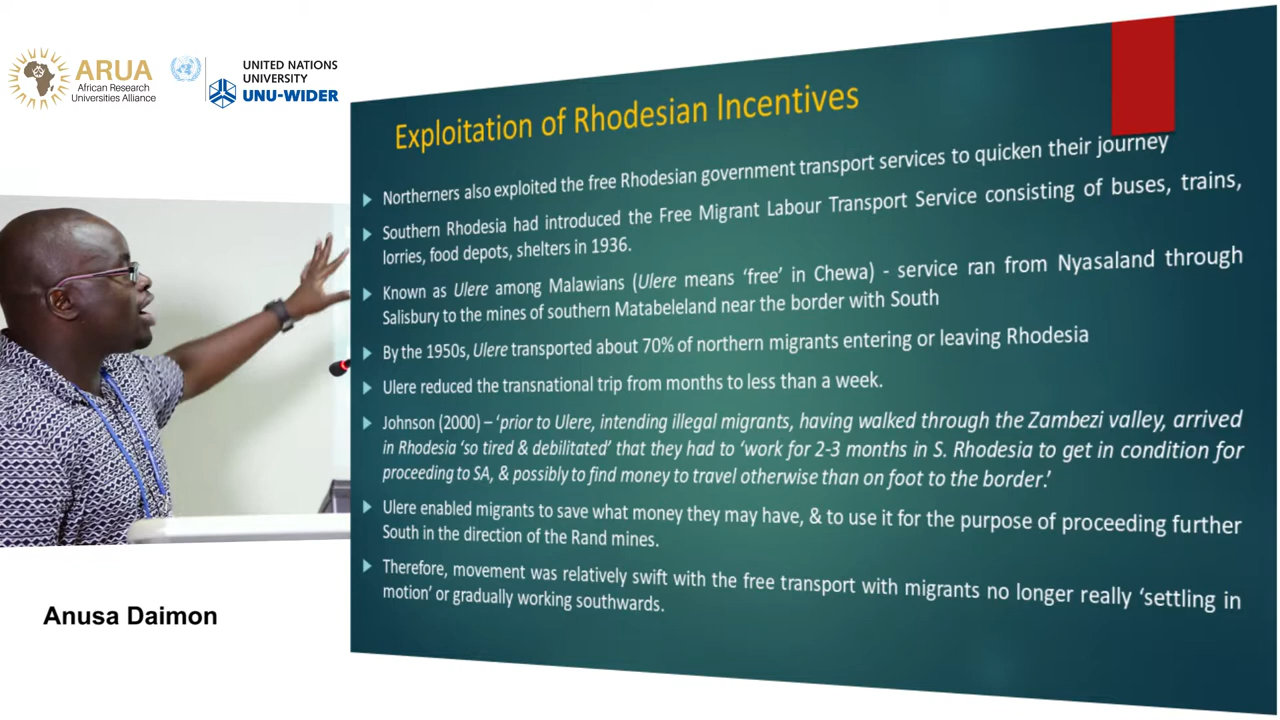 ARUA
African Research
Universities Alliance
UNITED NATIONS
UNIVERSITY
UNU-WIDER
Exploitation of Rhodesian Incentives
Northerners also exploited the free Rhodesian government transport services to quicken their journey
Southern Rhodesia had introduced the Free Migrant Labour Transport Service consisting of buses, trains,
lorries, food depots, shelters in 1936.
Known as Ulere among Malawians (Ulere means ‘free’ in Chewa) - service ran from Nyasaland through
Salisbury to the mines of southern Matabeleland near the border with South
By the 1950s, Ulere transported about 70% of northern migrants entering or leaving Rhodesia
Ulere reduced the transnational trip from months to less than a week.
Johnson (2000) – ‘prior to Ulere, intending illegal migrants, having walked through the Zambezi valley, arrived
in Rhodesia ‘so tired & debilitated’ that they had to ‘work for 2-3 months in S. Rhodesia to get in condition for
proceeding to SA, & possibly to find money to travel otherwise than on foot to the border.’
Ulere enabled migrants to save what money they may have, & to use it for the purpose of proceeding further
South in the direction of the Rand mines.
Therefore, movement was relatively swift with the free transport with migrants no longer really ‘settling in
motion’ or gradually working southwards.
Anusa Daimon